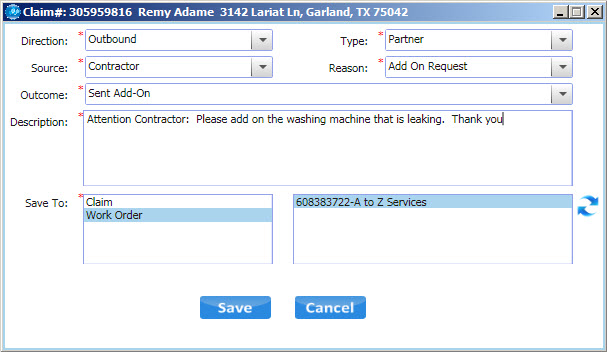 Claim#: 305959816 Remy Adame 3142 Lariat Ln, Garland, TX 75042
Direction: * Outbound Type: * Partner
Source: * Contractor Reason: * Add On Request
Outcome: * Sent Add-On
Description: * Attention Contractor: Please add on the washing machine that is leaking. Thank you
Save To: * Claim 608383722-A to Z Services
Work Order
Save Cancel